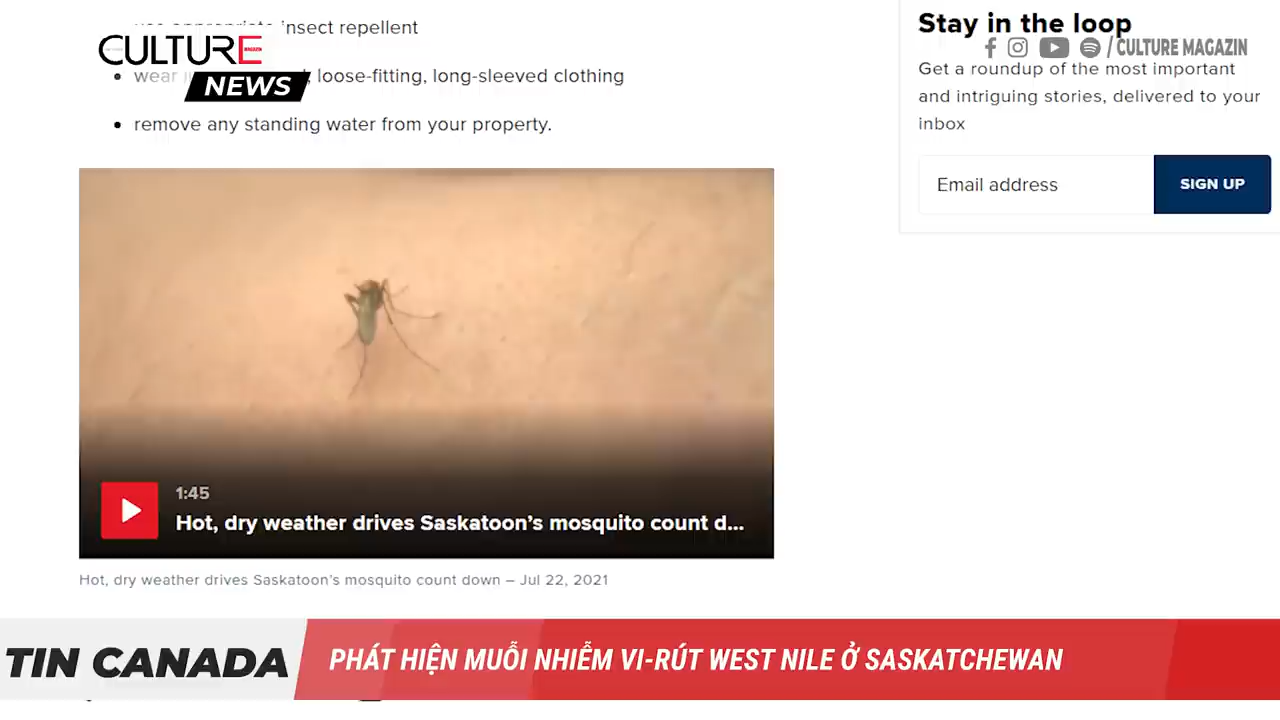 insect repellent
CULTURE
NEWS
wear
, loose-fitting, long-sleeved clothing
remove any standing water from your property.
Stay in the loop
/ CULTURE MAGAZIN
Get a roundup of the most important
and intriguing stories, delivered to your
inbox
Email address
SIGN UP
1:45
Hot, dry weather drives Saskatoon’s mosquito count d...
Hot, dry weather drives Saskatoon’s mosquito count down – Jul 22, 2021
TIN CANADA
PHÁT HIỆN MUỖI NHIỄM VI-RÚT WEST NILE Ở SASKATCHEWAN